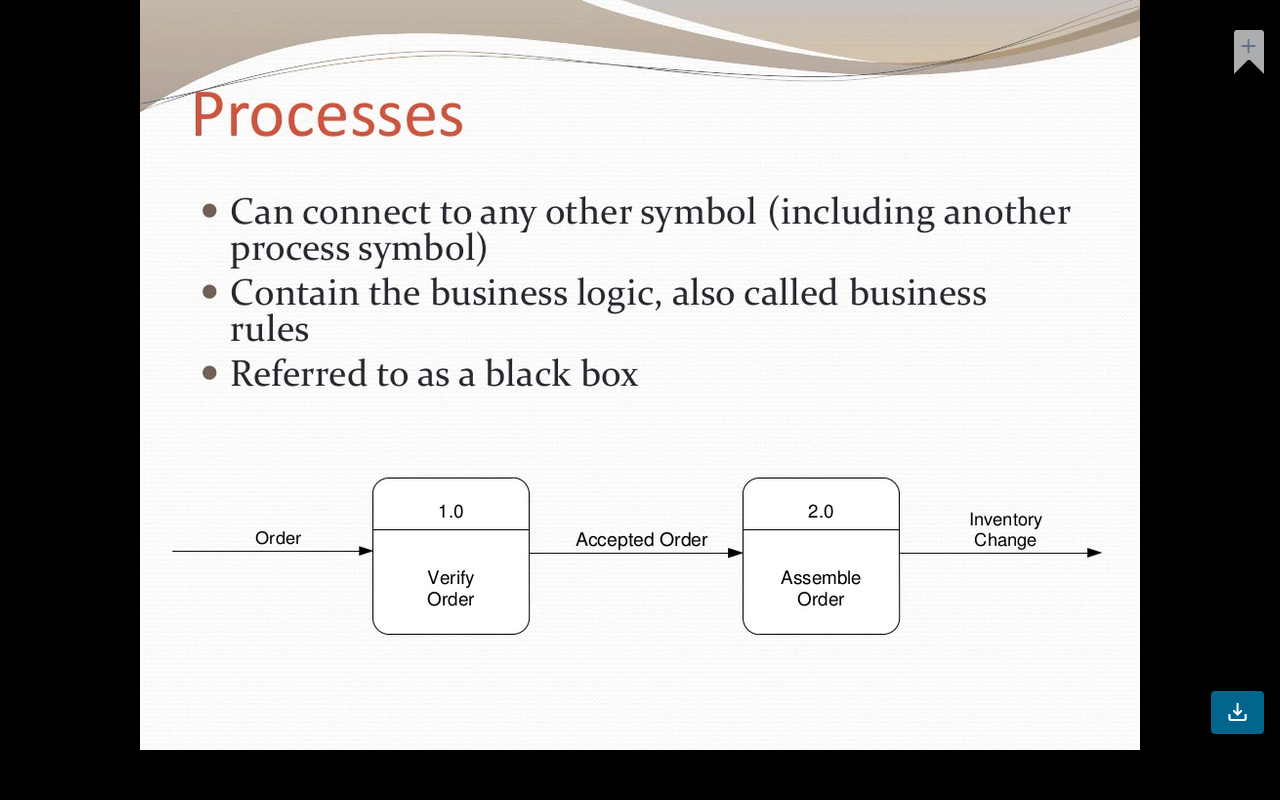 Processes
• Can connect to any other symbol (including another
process symbol)
• Contain the business logic, also called business
rules
• Referred to as a black box
Order
1.0
Verify
Order
Accepted Order
2.0
Assemble
Order
Inventory
Change